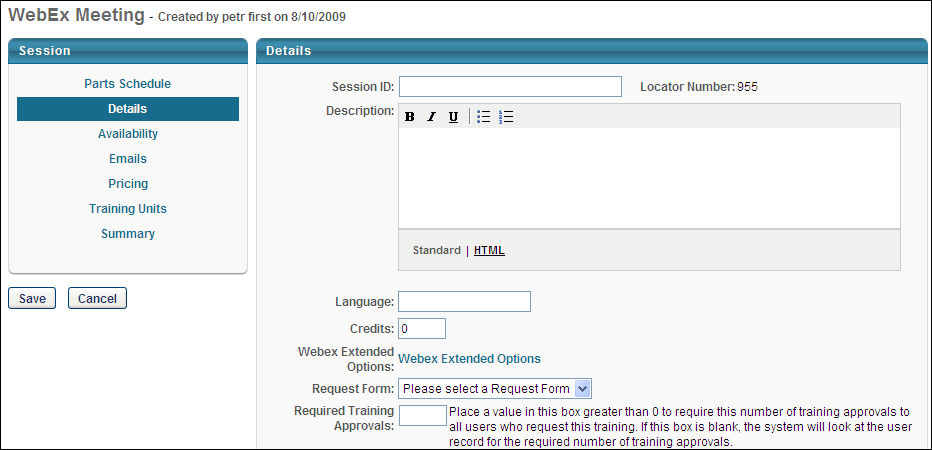 WebEx Meeting - Created by petr first on 8/10/2009
Session
Parts Schedule
Details
Availability
Emails
Pricing
Training Units
Summary
Save Cancel
Details
Session ID: Locator Number: 955
Description:
B I U
Standard | HTML
Language:
Credits: 0
Webex Extended
Options:
Webex Extended Options
Request Form: Please select a Request Form
Required Training
Approvals:
Place a value in this box greater than 0 to require this number of training approvals to
all users who request this training. If this box is blank, the system will look at the user
record for the required number of training approvals.